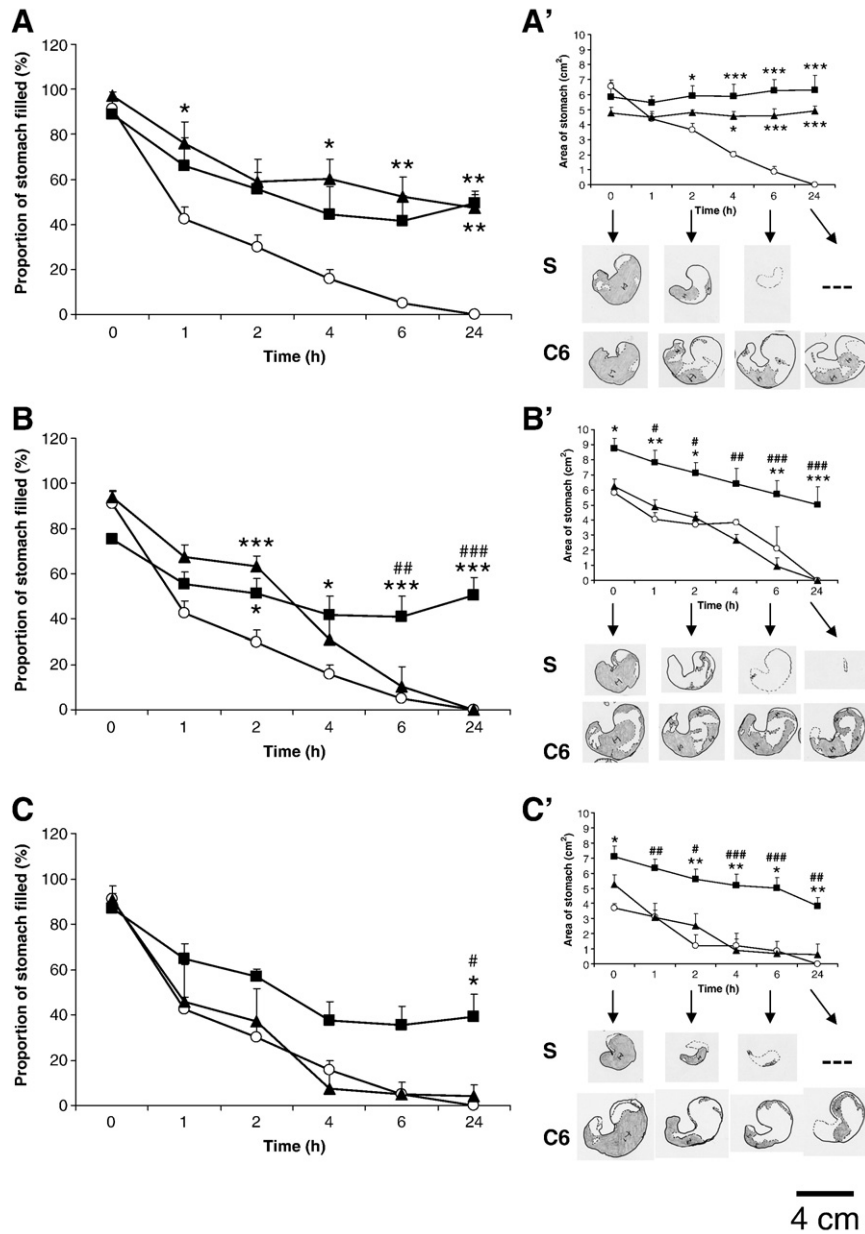 A
Proportion of stomach filled (%)
120
100
80
60
40
20
0
*
*
**
**
**
0 1 2 4 6 24
Time (h)
A'
Area of stomach (cm²)
10
9
8
7
6
5
4
3
2
1
0
* *** *** ***
* *** ***
0 1 2 4 6 24
Time (h)
S
C6
B
Proportion of stomach filled (%)
120
100
80
60
40
20
0
***
*
*
##
***
###
***
0 1 2 4 6 24
Time (h)
B'
Area of stomach (cm²)
10
9
8
7
6
5
4
3
2
1
0
* # # ## ### ###
** * ** ***
0 1 2 4 6 24
Time (h)
S
C6
C
Proportion of stomach filled (%)
120
100
80
60
40
20
0
#
*
0 1 2 4 6 24
Time (h)
C'
Area of stomach (cm²)
10
9
8
7
6
5
4
3
2
1
0
* ## # ### ### ##
** ** * **
0 1 2 4 6 24
Time (h)
S
C6
4 cm